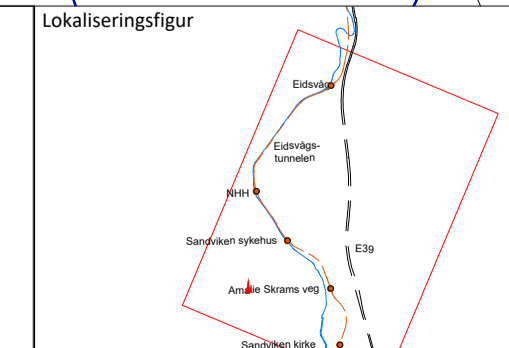 Lokaliseringsfigur
Eidsvåg
Eidsvågs-
tunnelen
NHH
Sandviken sykehus
E39
Amalie Skrams veg
Sandviken kirke